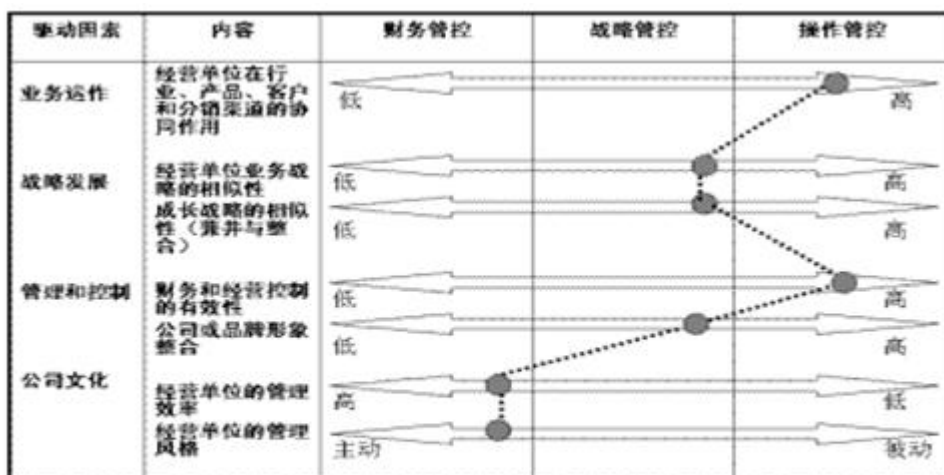 驱动因素 内容 财务管控 战略管控 操作管控
业务运作
经营单位在行
业、产品、客户
和分销渠道的协
同作用
低 高
战略发展
经营单位业务战
略的相似性
低 高
成长战略的相似
性（兼并与整
合）
低 高
管理和控制
财务和经营控制
的有效性
低 高
公司或品牌形象
整合
低 高
公司文化
经营单位的管理
效率
高 低
经营单位的管理
风格
主动 被动